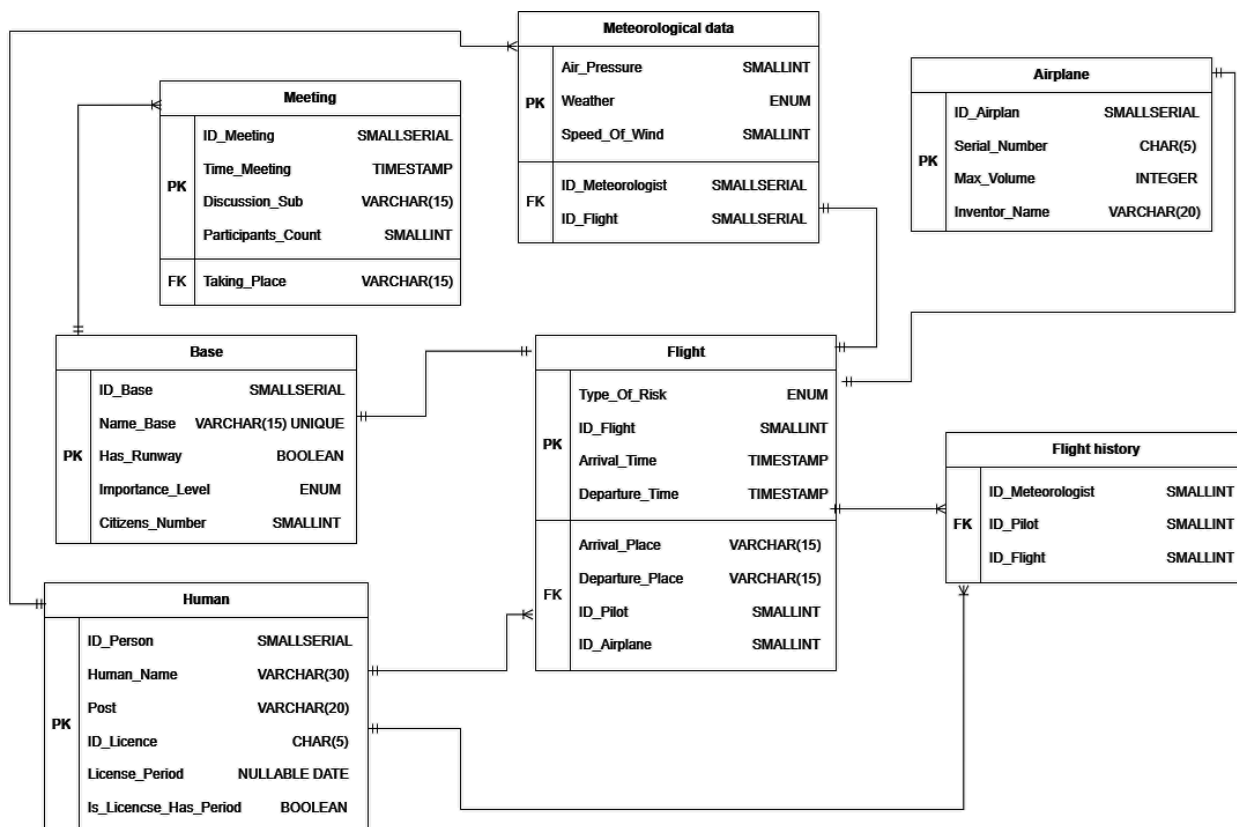 Meteorological data
PK
Air_Pressure SMALLINT
Weather ENUM
Speed_Of_Wind SMALLINT
FK
ID_Meteorologist SMALLSERIAL
ID_Flight SMALLSERIAL
Airplane
PK
ID_Airplan SMALLSERIAL
Serial_Number CHAR(5)
Max_Volume INTEGER
Inventor_Name VARCHAR(20)
Meeting
PK
ID_Meeting SMALLSERIAL
Time_Meeting TIMESTAMP
Discussion_Sub VARCHAR(15)
Participants_Count SMALLINT
FK
Taking_Place VARCHAR(15)
Base
PK
ID_Base SMALLSERIAL
Name_Base VARCHAR(15) UNIQUE
Has_Runway BOOLEAN
Importance_Level ENUM
Citizens_Number SMALLINT
Flight
PK
Type_Of_Risk ENUM
ID_Flight SMALLINT
Arrival_Time TIMESTAMP
Departure_Time TIMESTAMP
FK
Arrival_Place VARCHAR(15)
Departure_Place VARCHAR(15)
ID_Pilot SMALLINT
ID_Airplane SMALLINT
Flight history
FK
ID_Meteorologist SMALLINT
ID_Pilot SMALLINT
ID_Flight SMALLINT
Human
PK
ID_Person SMALLSERIAL
Human_Name VARCHAR(30)
Post VARCHAR(20)
ID_Licence CHAR(5)
License_Period NULLABLE DATE
Is_Licencse_Has_Period BOOLEAN